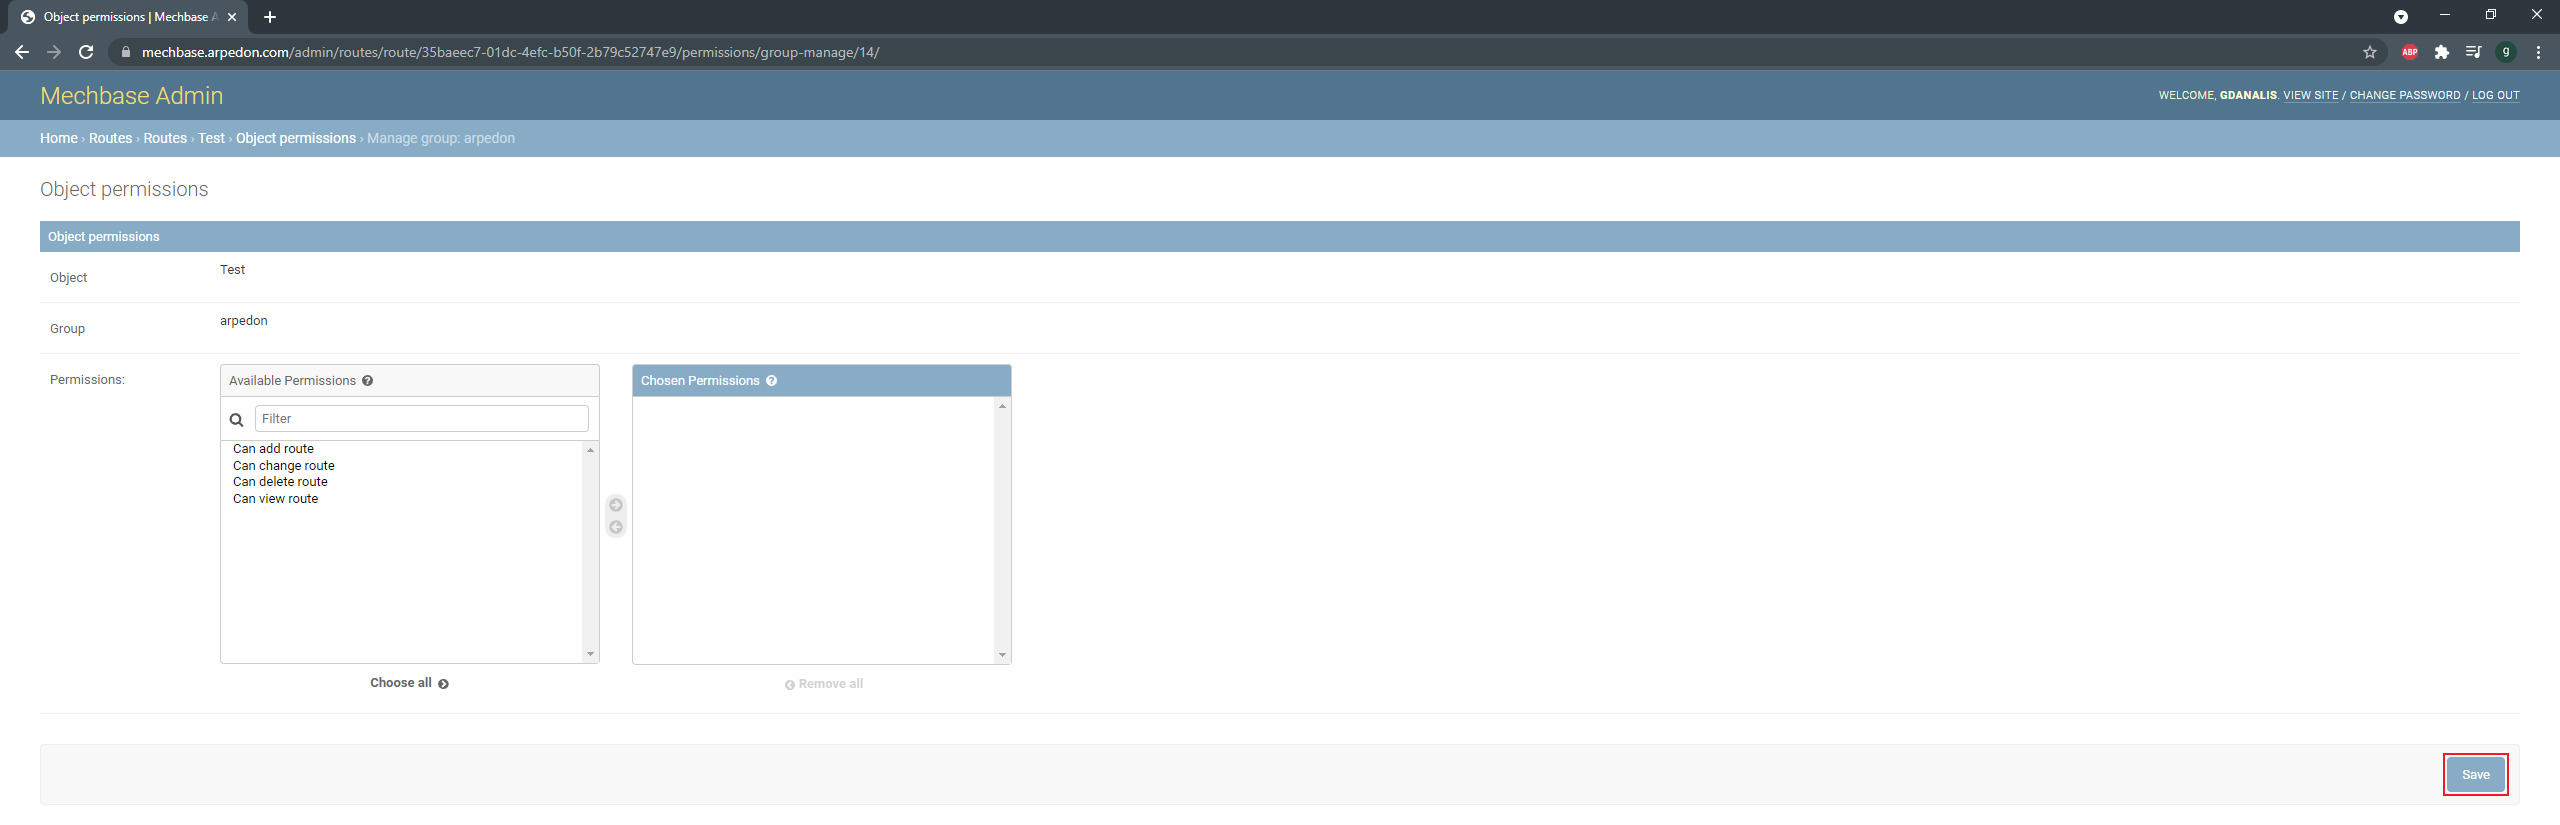 Object permissions | Mechbase A
mechbase.arpedon.com/admin/routes/route/35baeec7-01dc-4efc-b50f-2b79c52747e9/permissions/group-manage/14/
ABP
g
Mechbase Admin
WELCOME, GDANALIS. VIEW SITE / CHANGE PASSWORD / LOG OUT
Home › Routes › Routes › Test › Object permissions › Manage group: arpedon
Object permissions
Object permissions
Object
Test
Group
arpedon
Permissions:
Available Permissions
Filter
Can add route
Can change route
Can delete route
Can view route
Choose all
Chosen Permissions
Remove all
Save